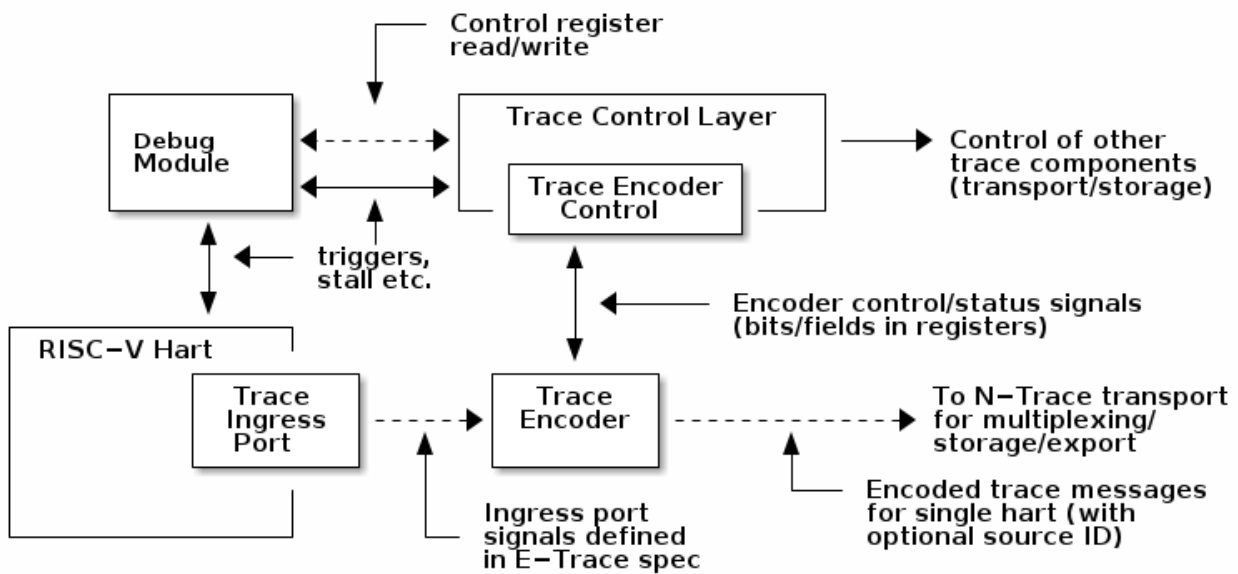 Control register
read/write
Debug
Module
Trace Control Layer
Trace Encoder
Control
Control of other
trace components
(transport/storage)
triggers,
stall etc.
Encoder control/status signals
(bits/fields in registers)
RISC−V Hart
Trace
Ingress
Port
Trace
Encoder
To N−Trace transport
for multiplexing/
storage/export
Ingress port
signals defined
in E−Trace spec
Encoded trace messages
for single hart (with
optional source ID)